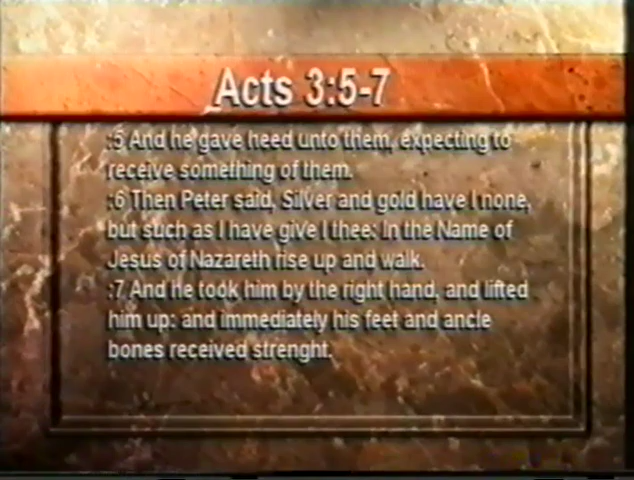 Acts 3:5-7
:5 And he gave heed unto them, expecting to
receive something of them.
:6 Then Peter said, Silver and gold have I none,
but such as I have give I thee: In the Name of
Jesus of Nazareth rise up and walk.
:7 And he took him by the right hand, and lifted
him up: and immediately his feet and ancle
bones received strenght.